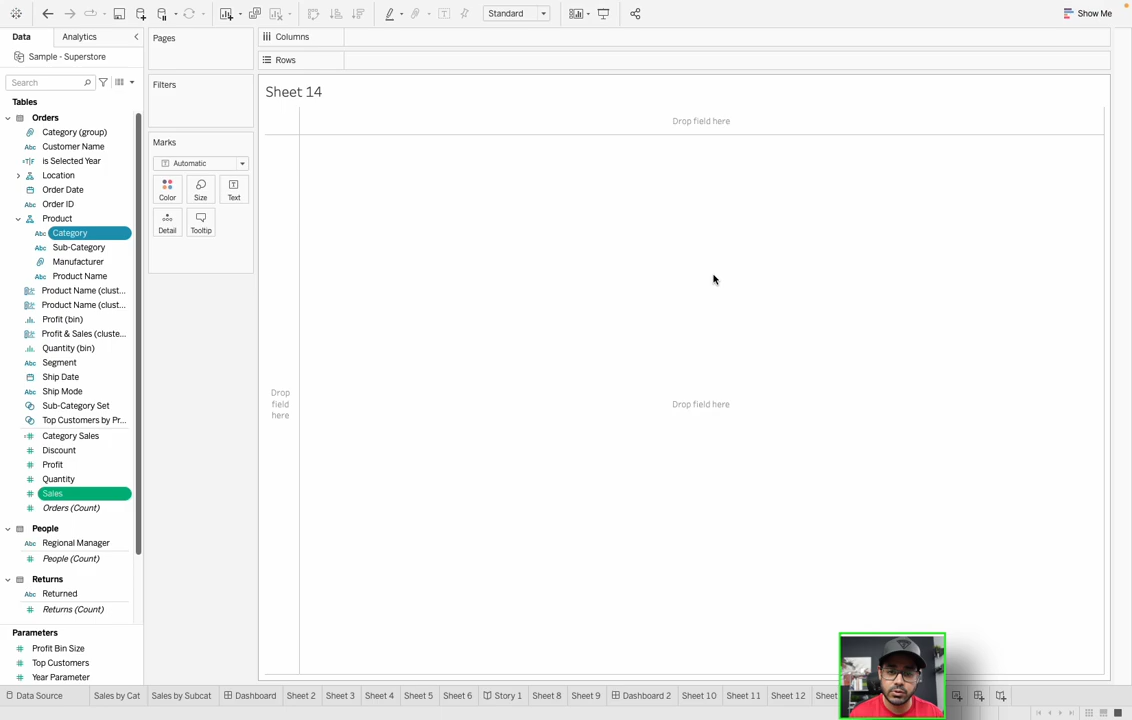 Standard
Show Me
Data
Analytics
Pages
Columns
Sample - Superstore
Rows
Search
Filters
Sheet 14
Tables
Orders
Drop field here
Category (group)
Customer Name
Marks
is Selected Year
Automatic
Location
Order Date
Color
Size
Text
Order ID
Product
Detail
Tooltip
Abc Category
Abc Sub-Category
Manufacturer
Abc Product Name
Product Name (clust...
Product Name (clust...
Profit (bin)
Profit & Sales (cluste...
Quantity (bin)
Abc Segment
Ship Date
Abc Ship Mode
Sub-Category Set
Top Customers by Pr...
Drop
field
here
Drop field here
Category Sales
Discount
Profit
Quantity
Sales
Orders (Count)
People
Abc Regional Manager
People (Count)
Returns
Abc Returned
Returns (Count)
Parameters
Profit Bin Size
Top Customers
Year Parameter
Data Source
Sales by Cat
Sales by Subcat
Dashboard
Sheet 2
Sheet 3
Sheet 4
Sheet 5
Sheet 6
Story 1
Sheet 8
Sheet 9
Dashboard 2
Sheet 10
Sheet 11
Sheet 12
Sheet